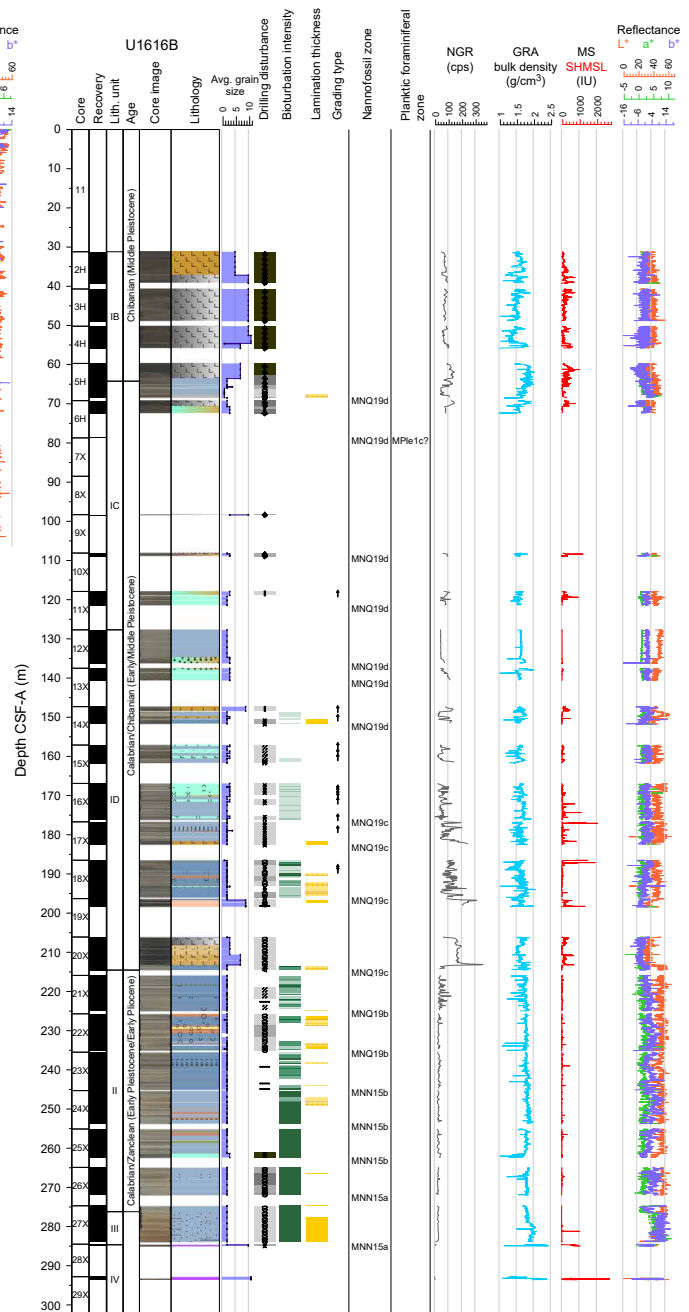 nce
b*
60
6
14
U1616B
Core
Recovery
Lith. unit
Age
Core image
Lithology
Avg. grain
size
0
5
10
Drilling disturbance
Bioturbation intensity
Lamination thickness
Grading type
Nannofossil zone
Planktic foraminiferal
zone
NGR
(cps)
0
100
200
300
GRA
bulk density
(g/cm³)
1
1.5
2
2.5
MS
SHMSL
(IU)
0
1000
2000
Reflectance
L* a* b*
0
20
40
60
-16
-6
4
14
Depth CSF-A (m)
0
10
20
30
40
50
60
70
80
90
100
110
120
130
140
150
160
170
180
190
200
210
220
230
240
250
260
270
280
290
300
11
2H
3H
4H
5H
6H
7X
8X
9X
10X
11X
12X
13X
14X
15X
16X
17X
18X
19X
20X
21X
22X
23X
24X
25X
26X
27X
28X
29X
IB
IC
ID
II
III
IV
Chibanian (Middle Pleistocene)
Calabrian/Chibanian (Early/Middle Pleistocene)
Calabrian/Zanclean (Early Pleistocene/Early Pliocene)
MNQ19d
MNQ19d MPle1c?
MNQ19d
MNQ19d
MNQ19d
MNQ19d
MNQ19d
MNQ19c
MNQ19c
MNQ19c
MNQ19c
MNQ19b
MNQ19b
MNN15b
MNN15b
MNN15b
MNN15a
MNN15a